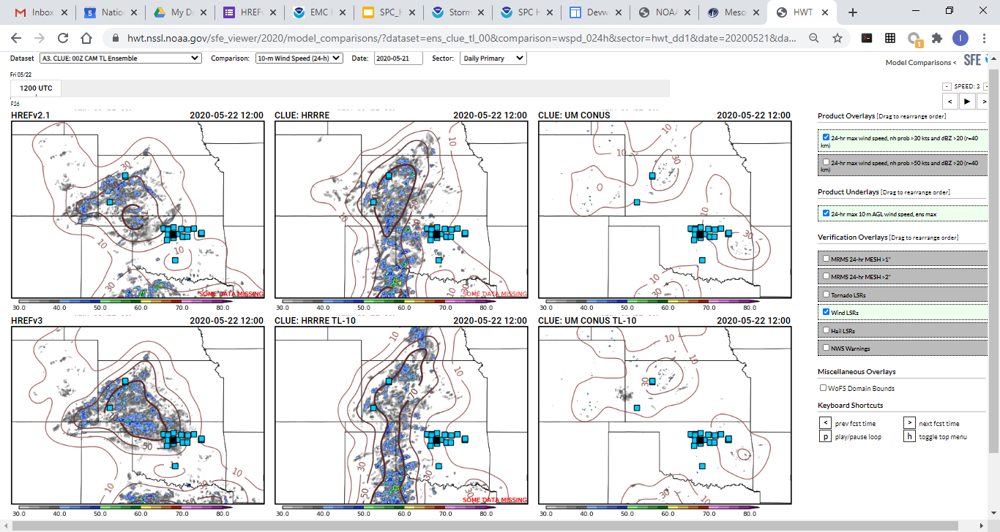 Inbox
Natio
My D
HREF
EMC
SPC_H
Storm
SPC H
Devw
NOAA
Meso
HWT
hwt.nssl.noaa.gov/sfe_viewer/2020/model_comparisons/?dataset=ens_clue_tl_00&comparison=wspd_024h&sector=hwt_dd1&date=20200521&da...
Dataset A3. CLUE: 00Z CAM TL Ensemble Comparison: 10-m Wind Speed (24-h) Date: 2020-05-21 Sector: Daily Primary
Model Comparisons < SFE
Fri 05/22
1200 UTC
F36
- SPEED: 3
< ▶ >
HREFv2.1 2020-05-22 12:00
CLUE: HRRRE 2020-05-22 12:00
CLUE: UM CONUS 2020-05-22 12:00
SOME DATA MISSING
SOME DATA MISSING
30.0 40.0 50.0 60.0 70.0 80.0
30.0 40.0 50.0 60.0 70.0 80.0
30.0 40.0 50.0 60.0 70.0 80.0
HREFv3 2020-05-22 12:00
CLUE: HRRRE TL-10 2020-05-22 12:00
CLUE: UM CONUS TL-10 2020-05-22 12:00
SOME DATA MISSING
30.0 40.0 50.0 60.0 70.0 80.0
30.0 40.0 50.0 60.0 70.0 80.0
30.0 40.0 50.0 60.0 70.0 80.0
Product Overlays [Drag to rearrange order]
24-hr max wind speed, nh prob >30 kts and dBZ >20 (r=40
km)
24-hr max wind speed, nh prob >50 kts and dBZ >20 (r=40
km)
Product Underlays [Drag to rearrange order]
24-hr max 10 m AGL wind speed, ens max
Verification Overlays [Drag to rearrange order]
MRMS 24-hr MESH >1"
MRMS 24-hr MESH >2"
Tornado LSRs
Wind LSRs
Hail LSRs
NWS Warnings
Miscellaneous Overlays
WoFS Domain Bounds
Keyboard Shortcuts
< prev fcst time > next fcst time
p play/pause loop h toggle top menu